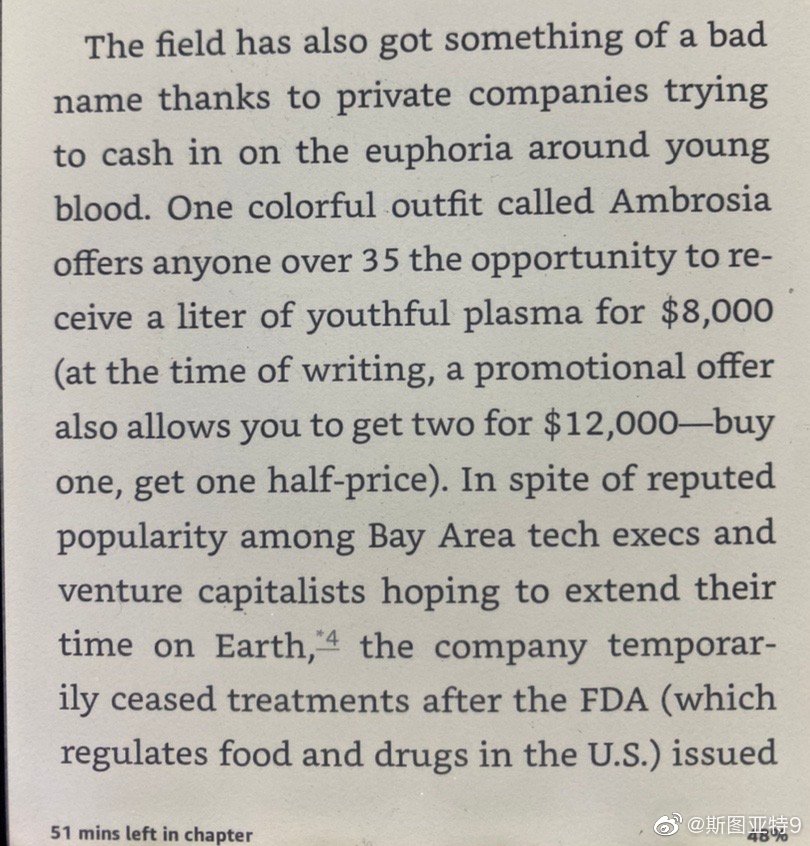 The field has also got something of a bad
name thanks to private companies trying
to cash in on the euphoria around young
blood. One colorful outfit called Ambrosia
offers anyone over 35 the opportunity to re-
ceive a liter of youthful plasma for $8,000
(at the time of writing, a promotional offer
also allows you to get two for $12,000—buy
one, get one half-price). In spite of reputed
popularity among Bay Area tech execs and
venture capitalists hoping to extend their
time on Earth,*4 the company temporar-
ily ceased treatments after the FDA (which
regulates food and drugs in the U.S.) issued
51 mins left in chapter
48%
@斯图亚特9